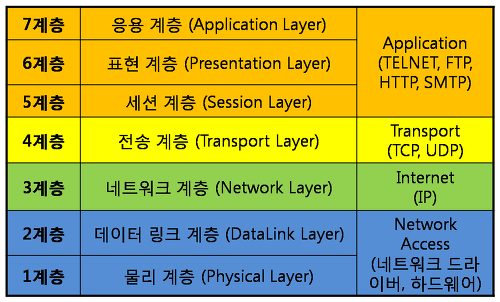 7계층 응용 계층 (Application Layer)
6계층 표현 계층 (Presentation Layer)
5계층 세션 계층 (Session Layer)
Application
(TELNET, FTP,
HTTP, SMTP)
4계층 전송 계층 (Transport Layer)
Transport
(TCP, UDP)
3계층 네트워크 계층 (Network Layer)
Internet
(IP)
2계층 데이터 링크 계층 (DataLink Layer)
1계층 물리 계층 (Physical Layer)
Network
Access
(네트워크 드라
이버, 하드웨어)